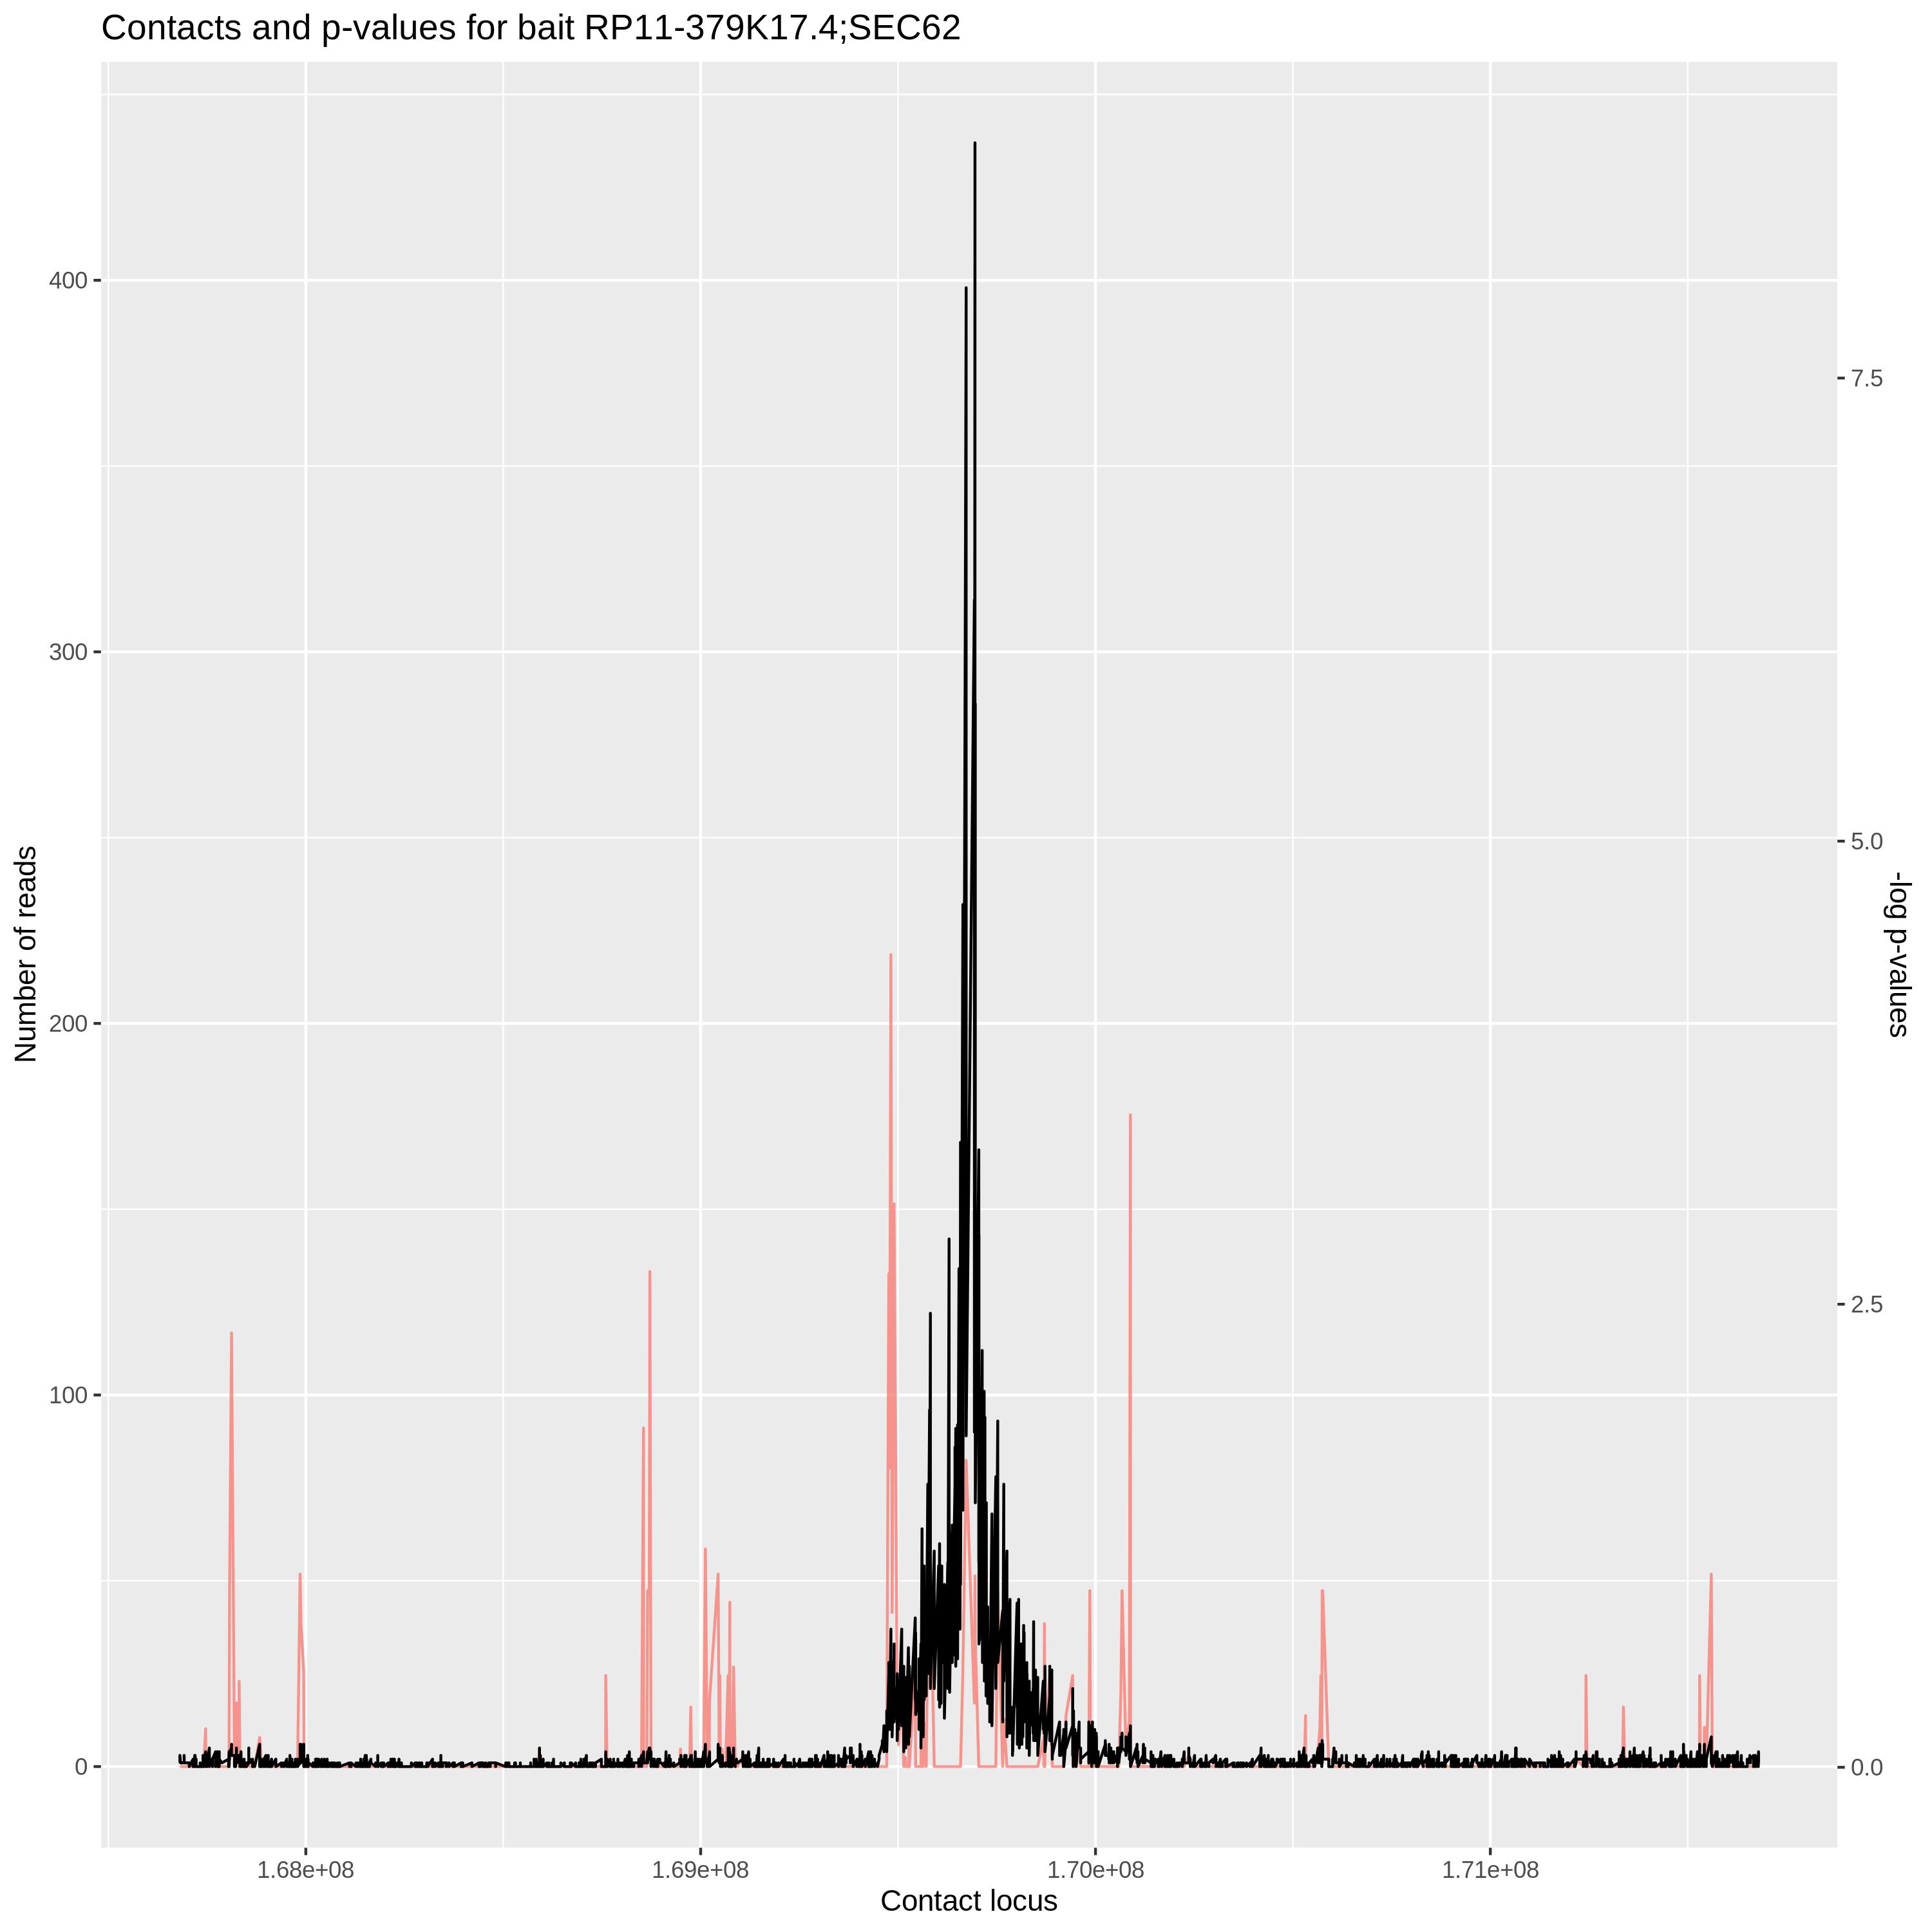 Contacts and p-values for bait RP11-379K17.4;SEC62
400
300
200
100
0
Number of reads
7.5
5.0
2.5
0.0
-log p-values
1.68e+08
1.69e+08
1.70e+08
1.71e+08
Contact locus